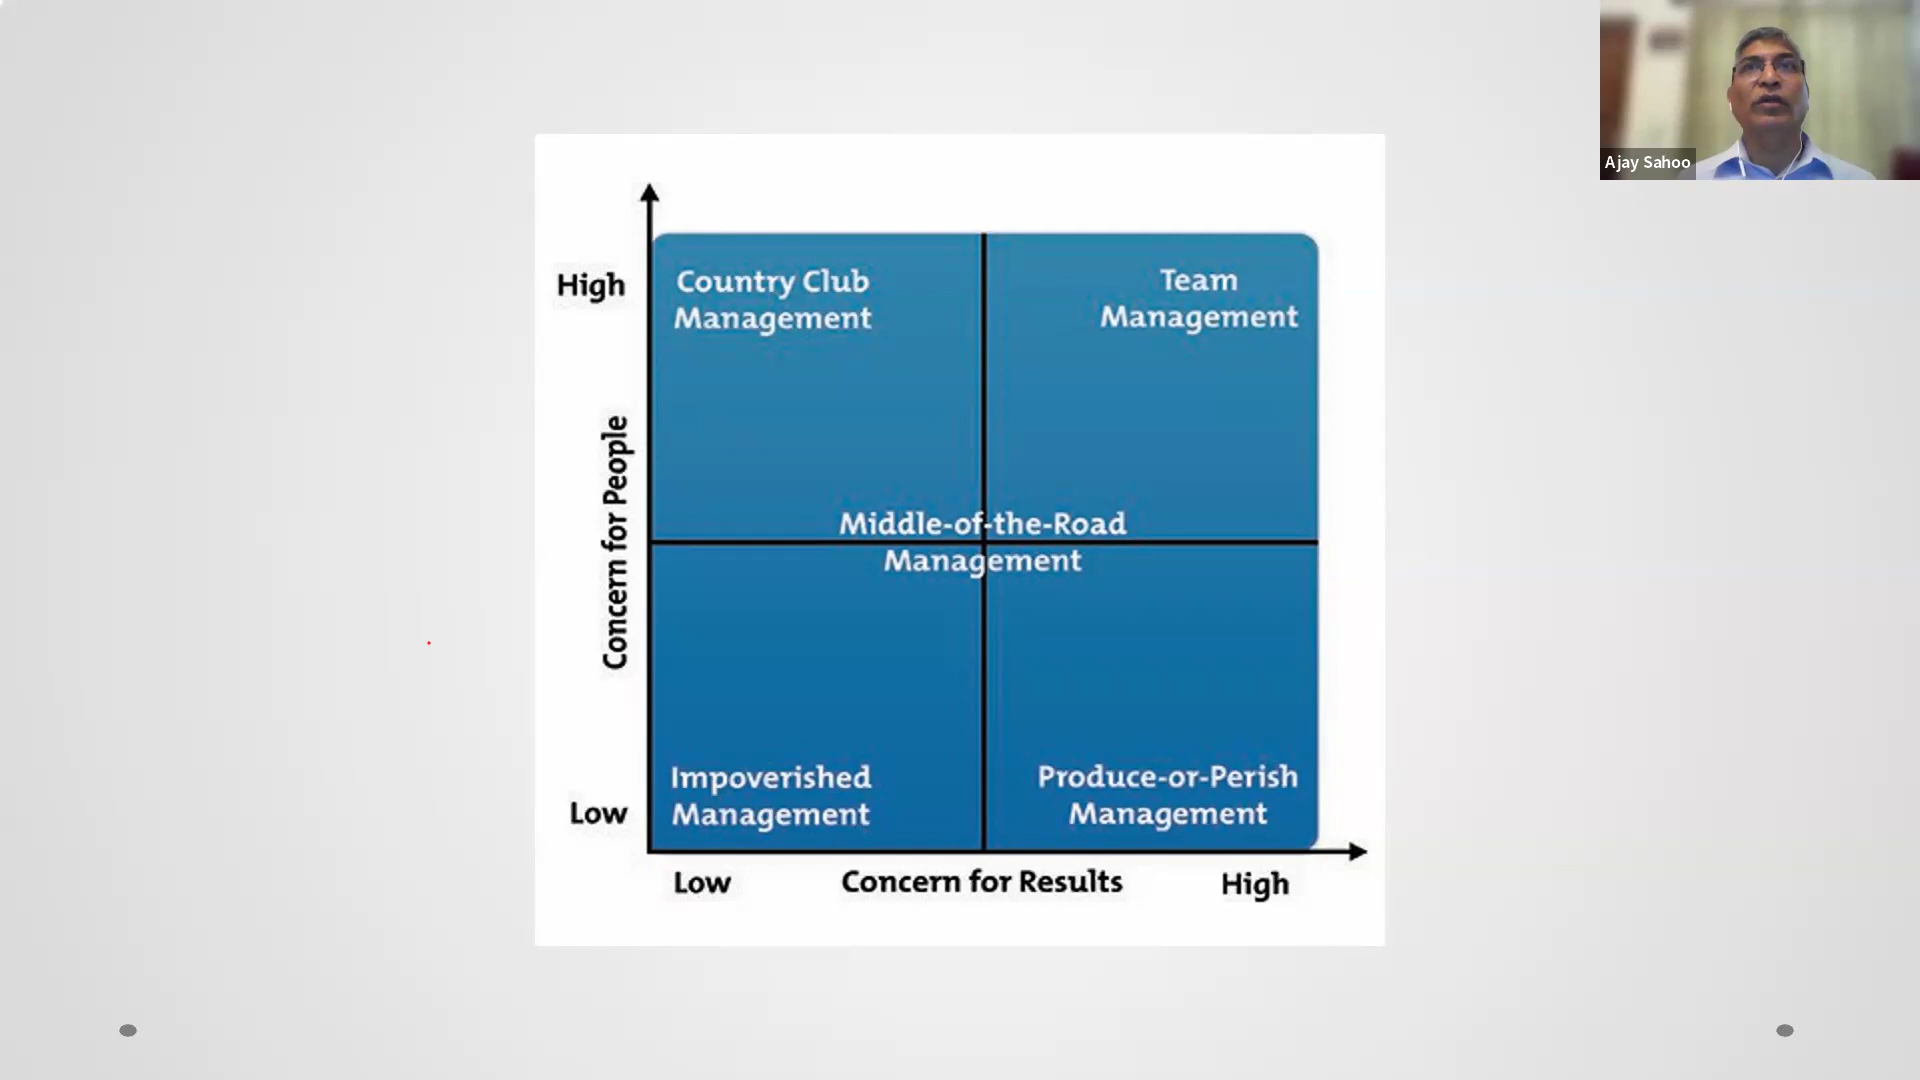 Ajay Sahoo
High
Country Club
Management
Team
Management
Concern for People
Middle-of-the-Road
Management
Impoverished
Management
Produce-or-Perish
Management
Low
Low
Concern for Results
High